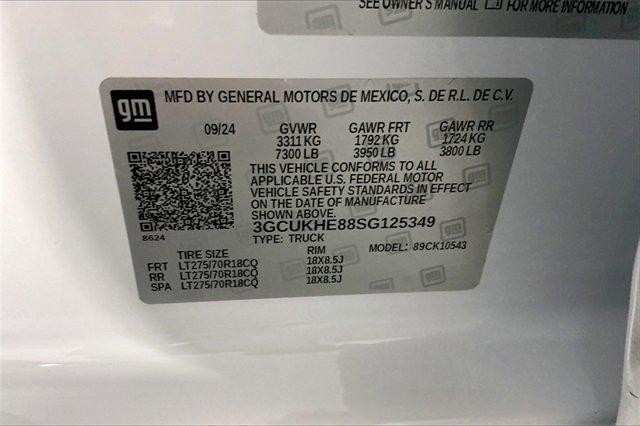 SEE OWNER'S MANUAL FOR MORE INFORMATION
gm
MFD BY GENERAL MOTORS DE MEXICO, S. DE R.L. DE C.V.
09/24 GVWR GAWR FRT GAWR RR
3311 KG 1792 KG 1724 KG
7300 LB 3950 LB 3800 LB
THIS VEHICLE CONFORMS TO ALL
APPLICABLE U.S. FEDERAL MOTOR
VEHICLE SAFETY STANDARDS IN EFFECT
ON THE DATE OF MANUFACTURE
SHOWN ABOVE.
8624
3GCUKHE88SG125349
TYPE: TRUCK MODEL: 89CK10543
TIRE SIZE RIM
FRT LT275/70R18CQ 18X8.5J
RR LT275/70R18CQ 18X8.5J
SPA LT275/70R18CQ 18X8.5J